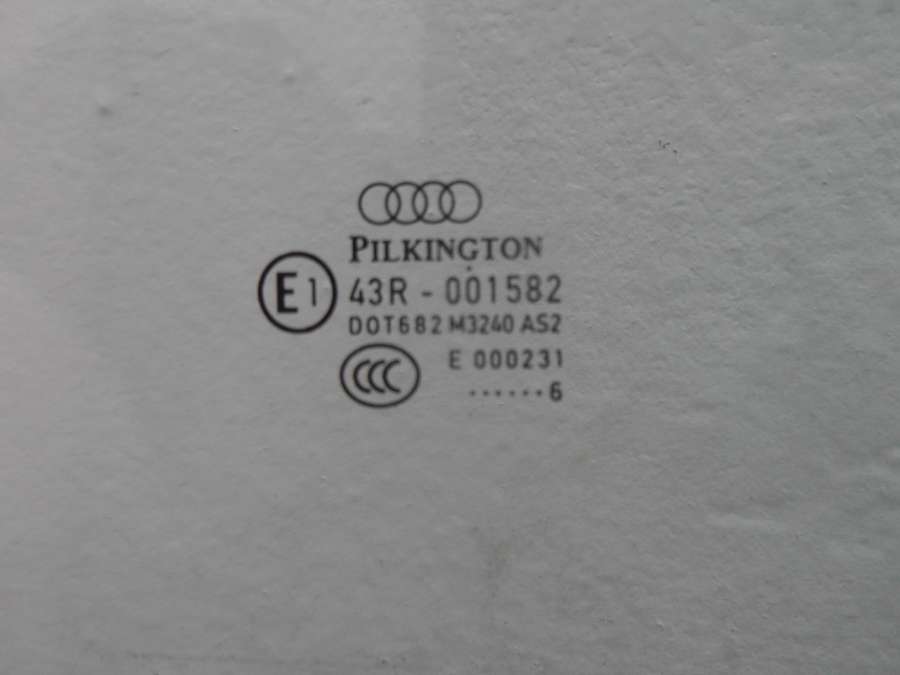 PILKINGTON
E1 43R - 001582
DOT682 M3240 AS2
CCC E 000231
......6